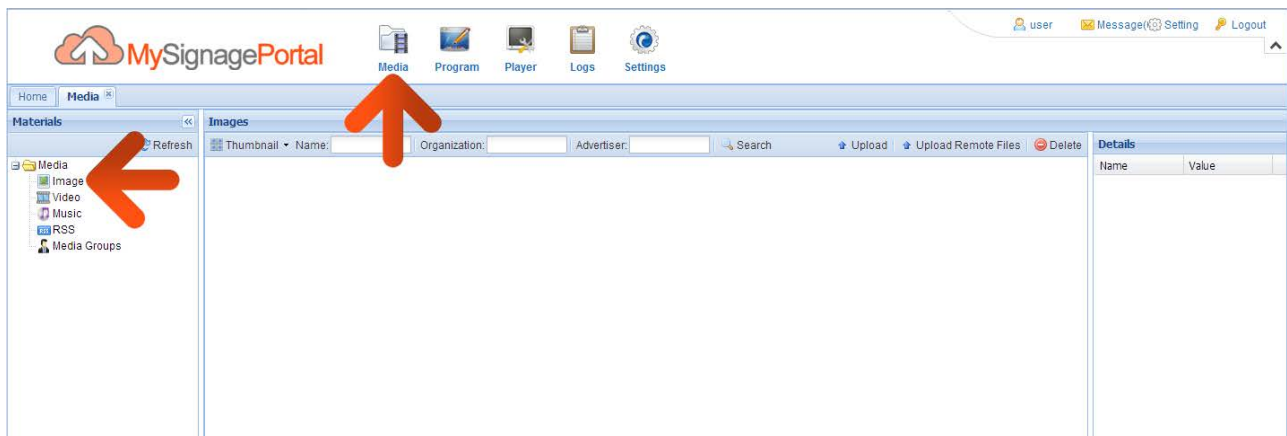 user Message( Setting Logout
MySignagePortal
Media Program Player Logs Settings
Home Media
Materials Images
Refresh Thumbnail Name: Organization: Advertiser: Search Upload Upload Remote Files Delete Details
Name Value
Media
Image
Video
Music
RSS
Media Groups